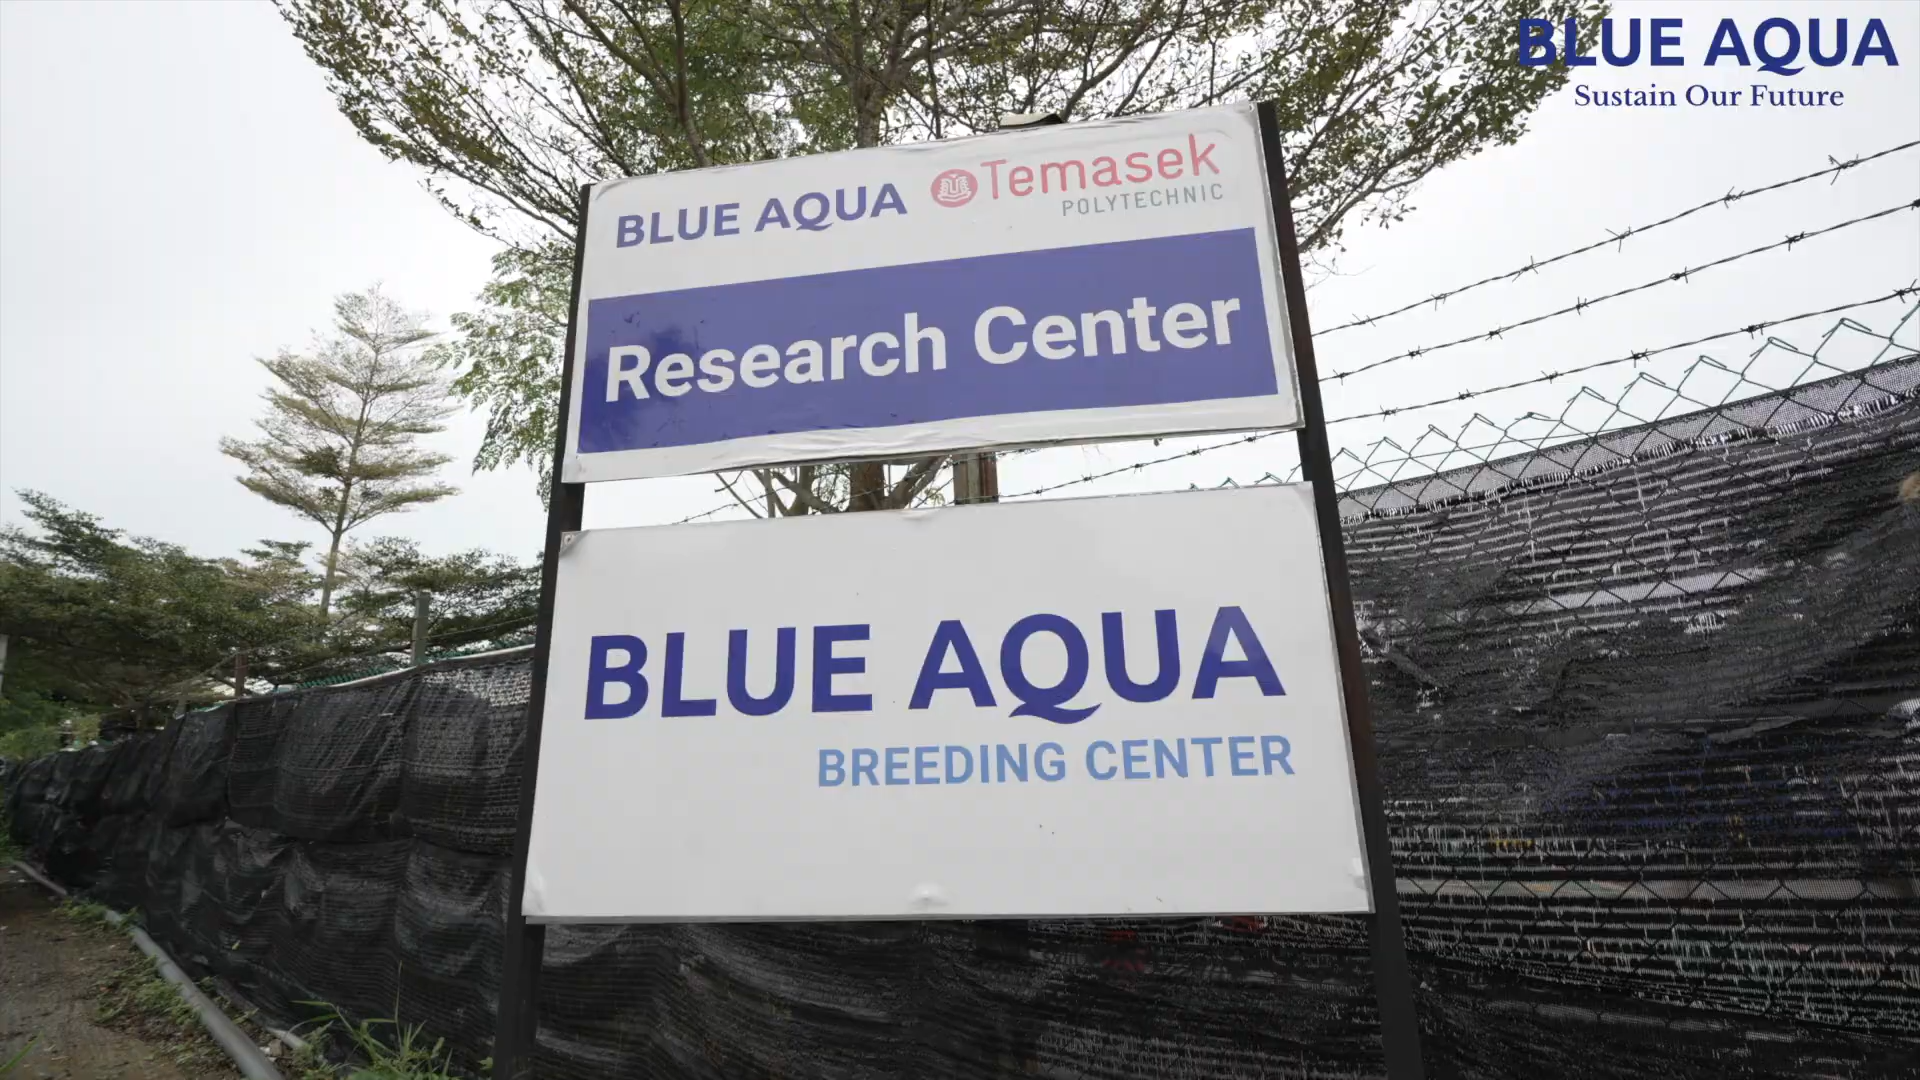 BLUE AQUA
Sustain Our Future
BLUE AQUA Temasek
POLYTECHNIC
Research Center
BLUE AQUA
BREEDING CENTER